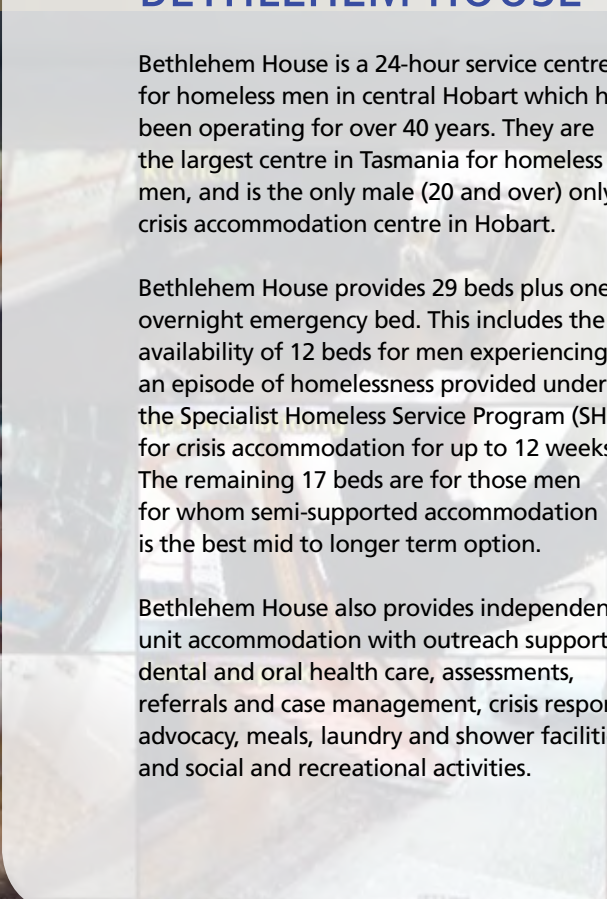 BETHLEHEM HOUSE
Bethlehem House is a 24-hour service centre
for homeless men in central Hobart which h
been operating for over 40 years. They are
the largest centre in Tasmania for homeless
men, and is the only male (20 and over) only
crisis accommodation centre in Hobart.
Bethlehem House provides 29 beds plus one
overnight emergency bed. This includes the
availability of 12 beds for men experiencing
an episode of homelessness provided under
the Specialist Homeless Service Program (SH
for crisis accommodation for up to 12 weeks
The remaining 17 beds are for those men
for whom semi-supported accommodation
is the best mid to longer term option.
Bethlehem House also provides independen
unit accommodation with outreach support
dental and oral health care, assessments,
referrals and case management, crisis respon
advocacy, meals, laundry and shower faciliti
and social and recreational activities.